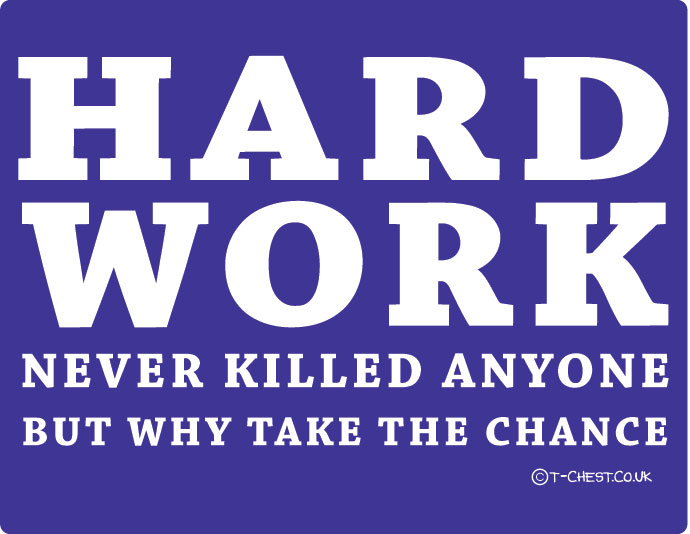 HARD
WORK
NEVER KILLED ANYONE
BUT WHY TAKE THE CHANCE
©T-CHEST.CO.UK